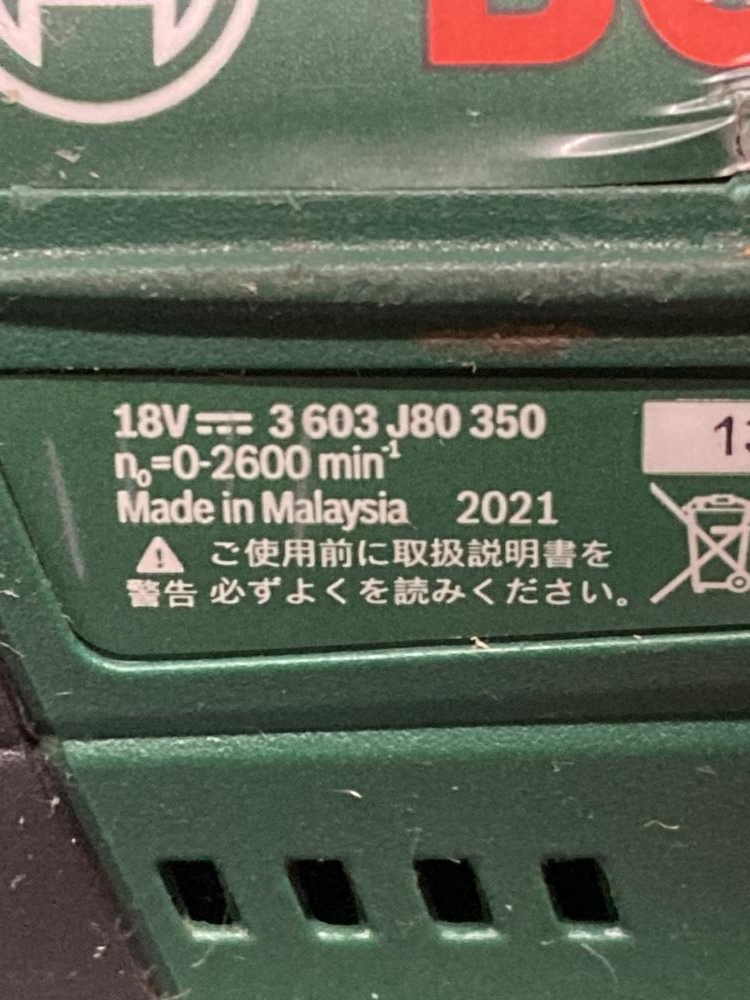 18V⎓ 3 603 J80 350
n₀=0-2600 min⁻¹
Made in Malaysia 2021
ご使用前に取扱説明書を
警告 必ずよくを読みください。